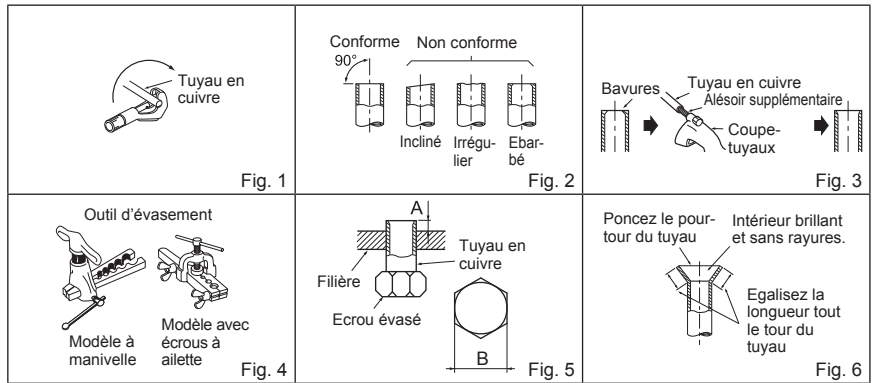 Tuyau en
cuivre
Fig. 1
Conforme
Non conforme
90°
Incliné
Irrégu-
lier
Ebar-
bé
Fig. 2
Bavures
Tuyau en cuivre
Alésoir supplémentaire
Coupe-
tuyaux
Fig. 3
Outil d'évasement
Modèle à
manivelle
Modèle avec
écrous à
ailette
Fig. 4
A
Tuyau en
cuivre
Filière
Ecrou évasé
B
Fig. 5
Poncez le pour-
tour du tuyau
Intérieur brillant
et sans rayures.
Egalisez la
longueur tout
le tour du
tuyau
Fig. 6